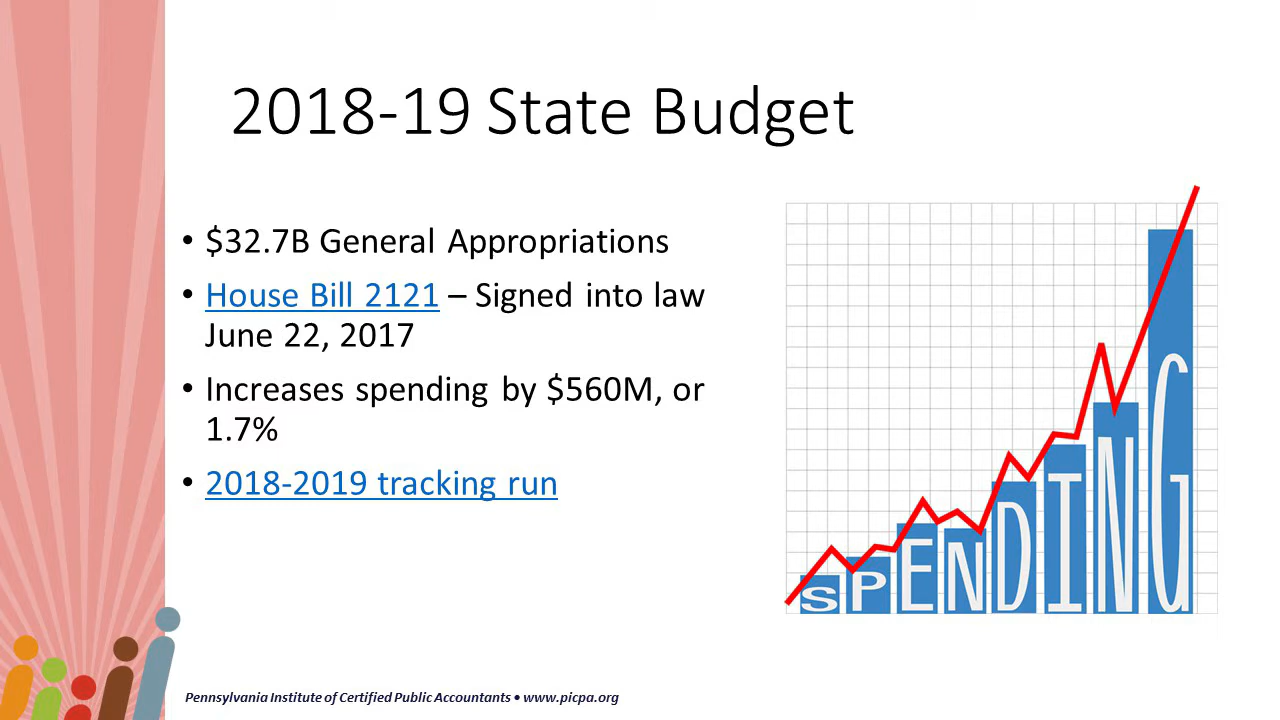 2018-19 State Budget
• $32.7B General Appropriations
• House Bill 2121 – Signed into law
June 22, 2017
• Increases spending by $560M, or
1.7%
• 2018-2019 tracking run
SPENDING
Pennsylvania Institute of Certified Public Accountants • www.picpa.org